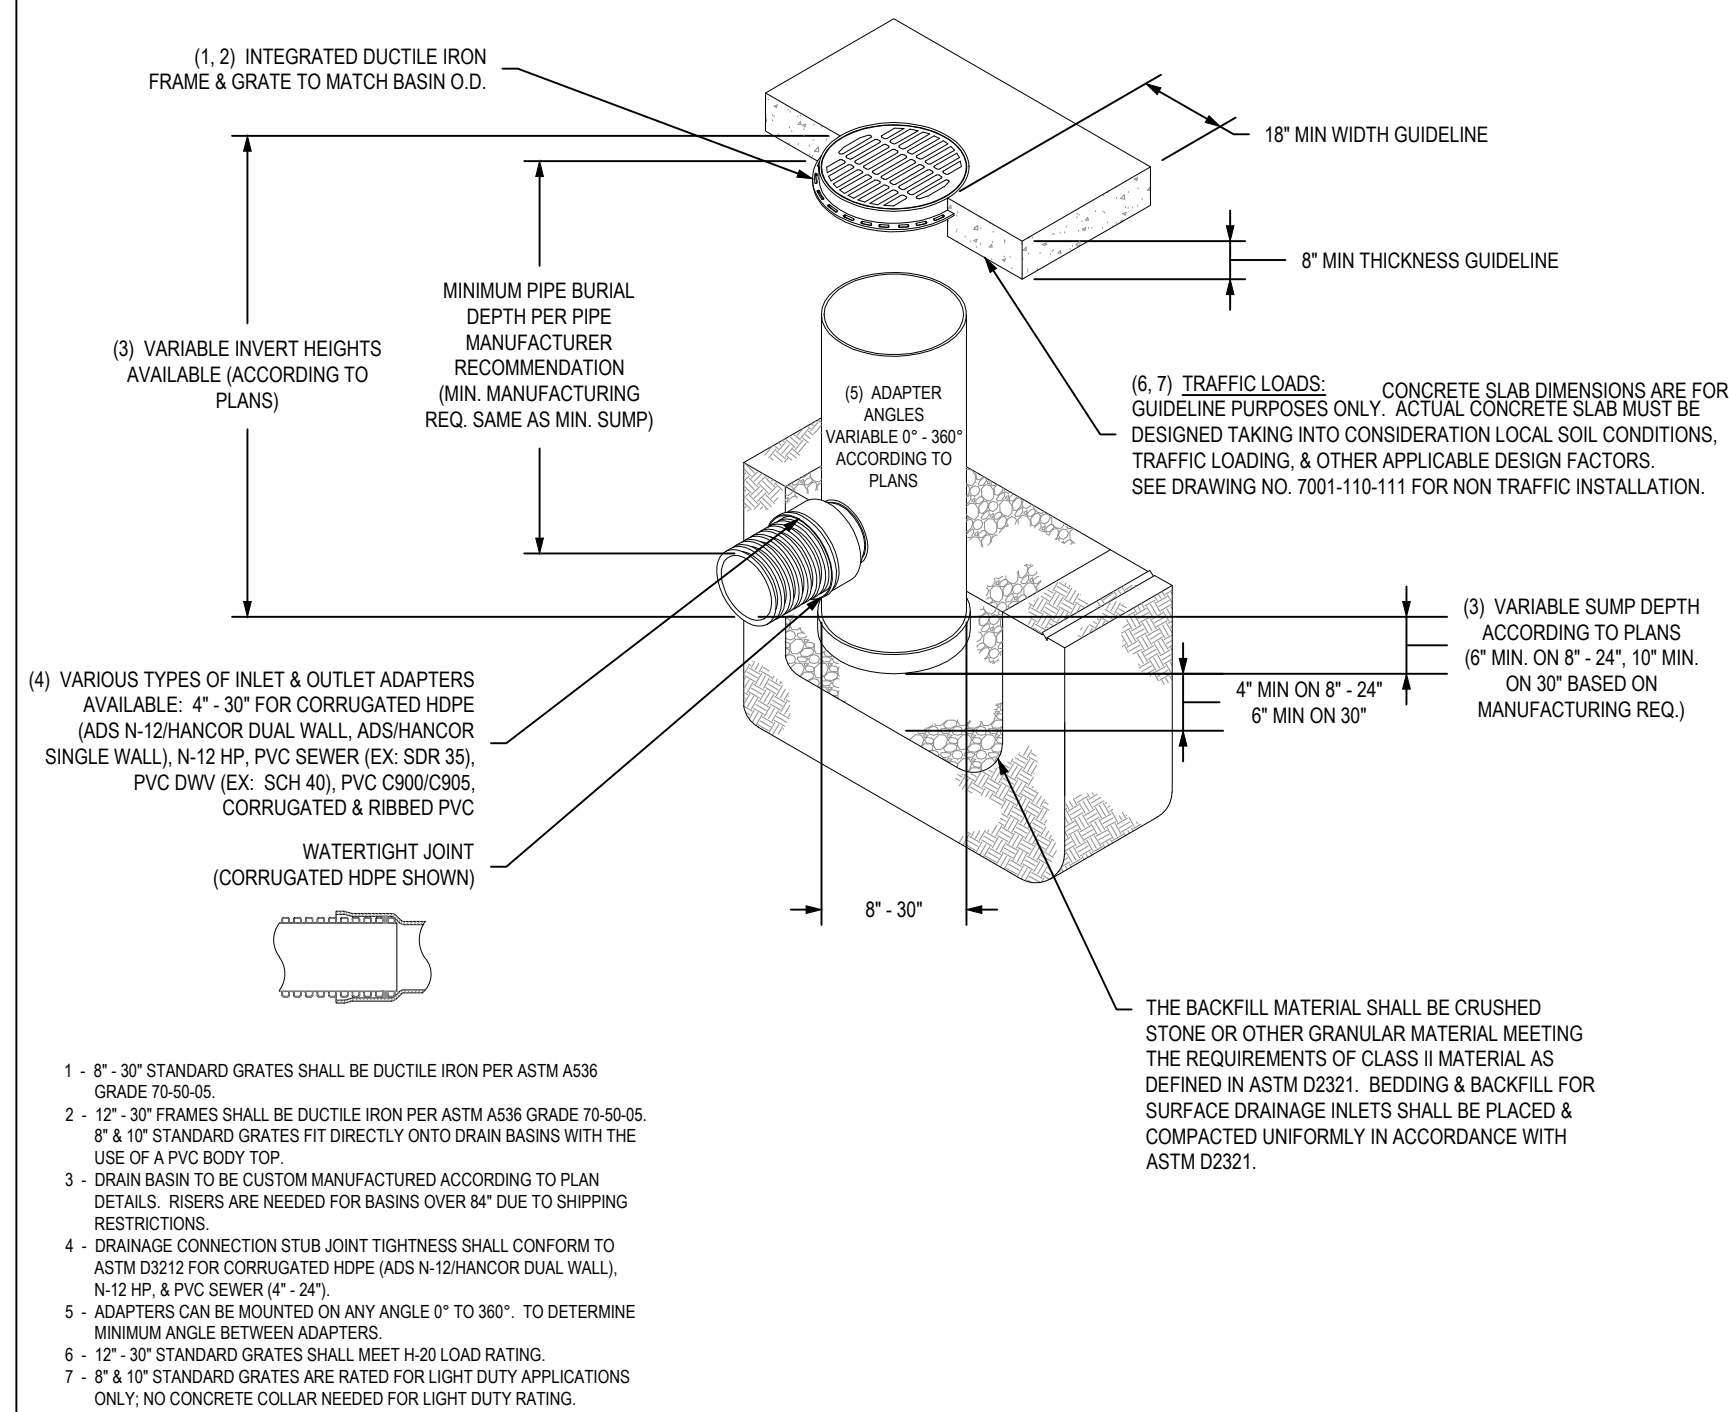 (1, 2) INTEGRATED DUCTILE IRON
FRAME & GRATE TO MATCH BASIN O.D.
18" MIN WIDTH GUIDELINE
8" MIN THICKNESS GUIDELINE
MINIMUM PIPE BURIAL
DEPTH PER PIPE
MANUFACTURER
RECOMMENDATION
(MIN. MANUFACTURING
REQ. SAME AS MIN. SUMP)
(3) VARIABLE INVERT HEIGHTS
AVAILABLE (ACCORDING TO
PLANS)
(5) ADAPTER
ANGLES
VARIABLE 0° - 360°
ACCORDING TO
PLANS
(6, 7) TRAFFIC LOADS: CONCRETE SLAB DIMENSIONS ARE FOR
GUIDELINE PURPOSES ONLY. ACTUAL CONCRETE SLAB MUST BE
DESIGNED TAKING INTO CONSIDERATION LOCAL SOIL CONDITIONS,
TRAFFIC LOADING, & OTHER APPLICABLE DESIGN FACTORS.
SEE DRAWING NO. 7001-110-111 FOR NON TRAFFIC INSTALLATION.
(3) VARIABLE SUMP DEPTH
ACCORDING TO PLANS
(6" MIN. ON 8" - 24", 10" MIN.
ON 30" BASED ON
MANUFACTURING REQ.)
4" MIN ON 8" - 24"
6" MIN ON 30"
(4) VARIOUS TYPES OF INLET & OUTLET ADAPTERS
AVAILABLE: 4" - 30" FOR CORRUGATED HDPE
(ADS N-12/HANCOR DUAL WALL, ADS/HANCOR
SINGLE WALL), N-12 HP, PVC SEWER (EX: SDR 35),
PVC DWV (EX: SCH 40), PVC C900/C905,
CORRUGATED & RIBBED PVC
WATERTIGHT JOINT
(CORRUGATED HDPE SHOWN)
8" - 30"
THE BACKFILL MATERIAL SHALL BE CRUSHED
STONE OR OTHER GRANULAR MATERIAL MEETING
THE REQUIREMENTS OF CLASS II MATERIAL AS
DEFINED IN ASTM D2321. BEDDING & BACKFILL FOR
SURFACE DRAINAGE INLETS SHALL BE PLACED &
COMPACTED UNIFORMLY IN ACCORDANCE WITH
ASTM D2321.
1 - 8" - 30" STANDARD GRATES SHALL BE DUCTILE IRON PER ASTM A536
GRADE 70-50-05.
2 - 12" - 30" FRAMES SHALL BE DUCTILE IRON PER ASTM A536 GRADE 70-50-05.
8" & 10" STANDARD GRATES FIT DIRECTLY ONTO DRAIN BASINS WITH THE
USE OF A PVC BODY TOP.
3 - DRAIN BASIN TO BE CUSTOM MANUFACTURED ACCORDING TO PLAN
DETAILS. RISERS ARE NEEDED FOR BASINS OVER 84" DUE TO SHIPPING
RESTRICTIONS.
4 - DRAINAGE CONNECTION STUB JOINT TIGHTNESS SHALL CONFORM TO
ASTM D3212 FOR CORRUGATED HDPE (ADS N-12/HANCOR DUAL WALL),
N-12 HP, & PVC SEWER (4" - 24").
5 - ADAPTERS CAN BE MOUNTED ON ANY ANGLE 0° TO 360°. TO DETERMINE
MINIMUM ANGLE BETWEEN ADAPTERS.
6 - 12" - 30" STANDARD GRATES SHALL MEET H-20 LOAD RATING.
7 - 8" & 10" STANDARD GRATES ARE RATED FOR LIGHT DUTY APPLICATIONS
ONLY; NO CONCRETE COLLAR NEEDED FOR LIGHT DUTY RATING.